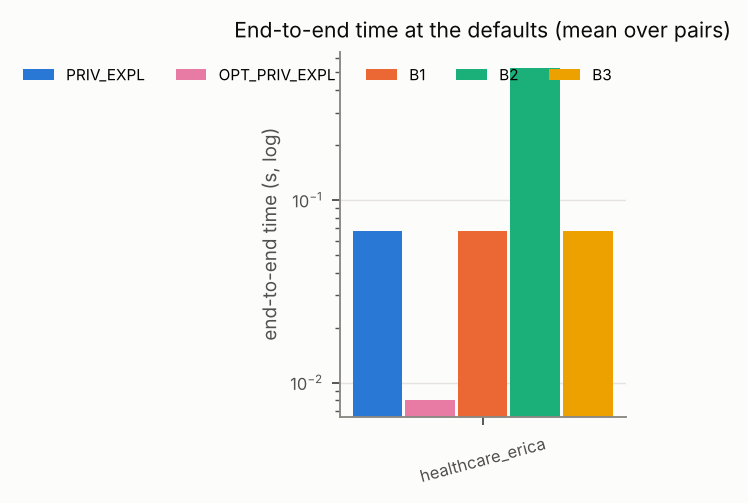 End-to-end time at the defaults (mean over pairs)
PRIV_EXPL OPT_PRIV_EXPL B1 B2 B3
end-to-end time (s, log)
10⁻¹
10⁻²
healthcare_erica